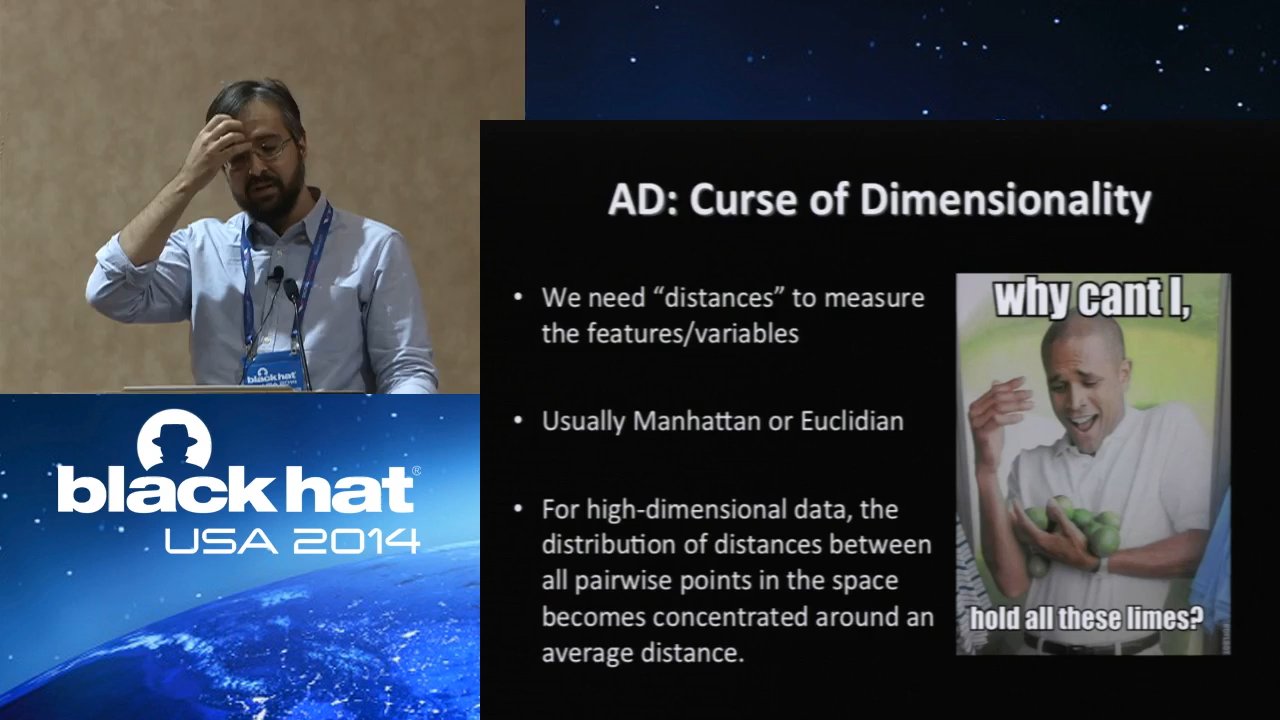 AD: Curse of Dimensionality
• We need “distances” to measure
the features/variables
• Usually Manhattan or Euclidian
• For high-dimensional data, the
distribution of distances between
all pairwise points in the space
becomes concentrated around an
average distance.
why cant I,
hold all these limes?
black hat
black hat®
USA 2014